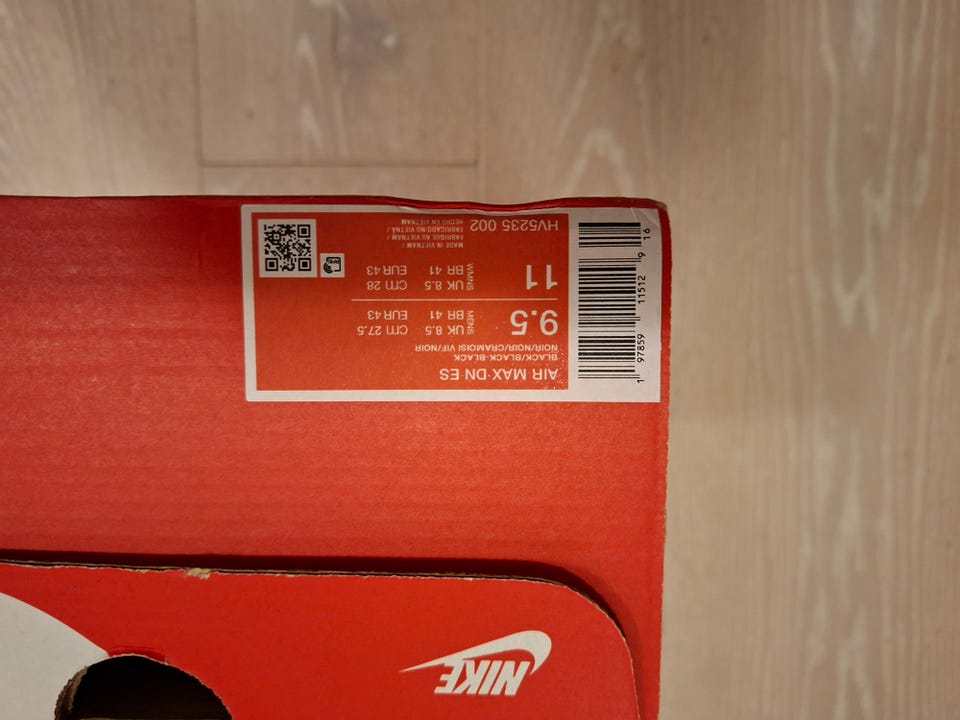 AIR MAX DN ES
BLACK/BLACK-BLACK
NOIR/NOIR/CRAMOISI VIF/NOIR
9.5
MENS
UK 8.5 BR 41
Cm 27.5 EUR 43
11
WMNS
UK 8.5 BR 41
Cm 28 EUR 43
HV5235 002
MADE IN VIETNAM /
FABRIQUE AU VIETNAM /
FABRICADO NO VIETNÃ /
HECHO EN VIETNAM
1 97859 11512 9 16
NIKE